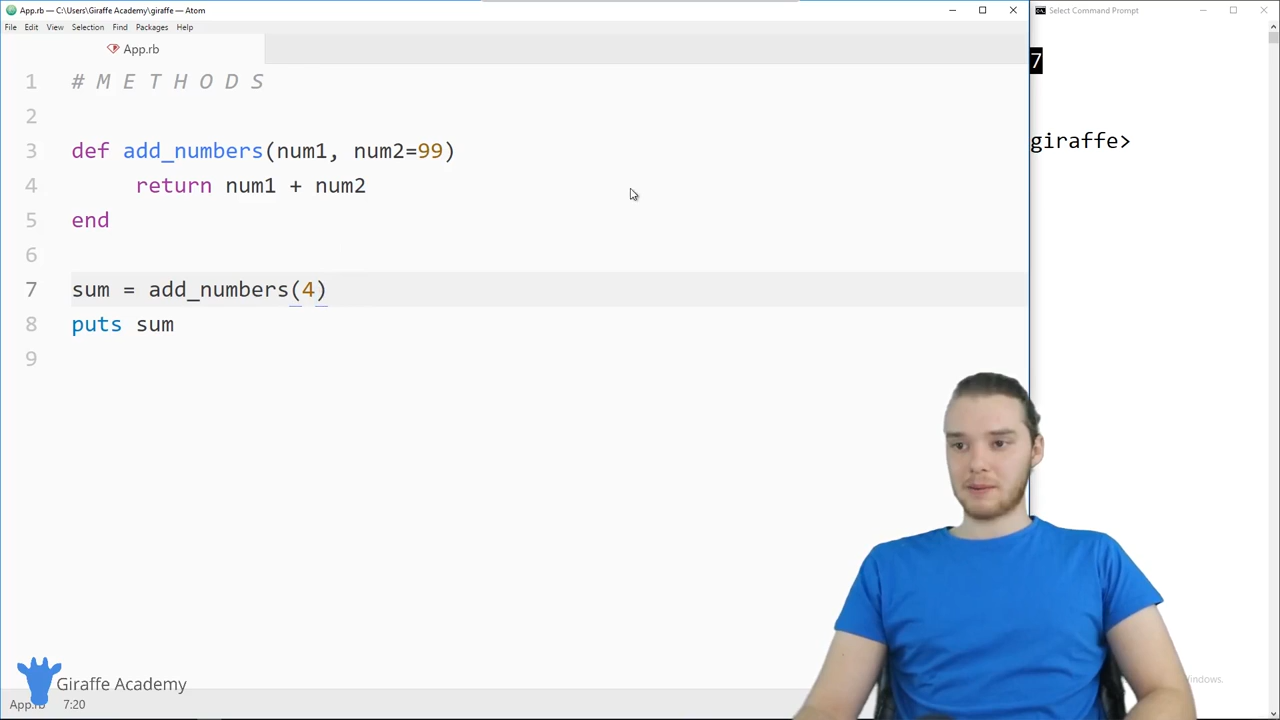 App.rb — C:\Users\Giraffe Academy\giraffe — Atom
File Edit View Selection Find Packages Help
App.rb
1 # M E T H O D S
2
3 def add_numbers(num1, num2=99)
4 return num1 + num2
5 end
6
7 sum = add_numbers(4)
8 puts sum
9
Select Command Prompt
7
giraffe>
Giraffe Academy
App.rb 7:20
indows.